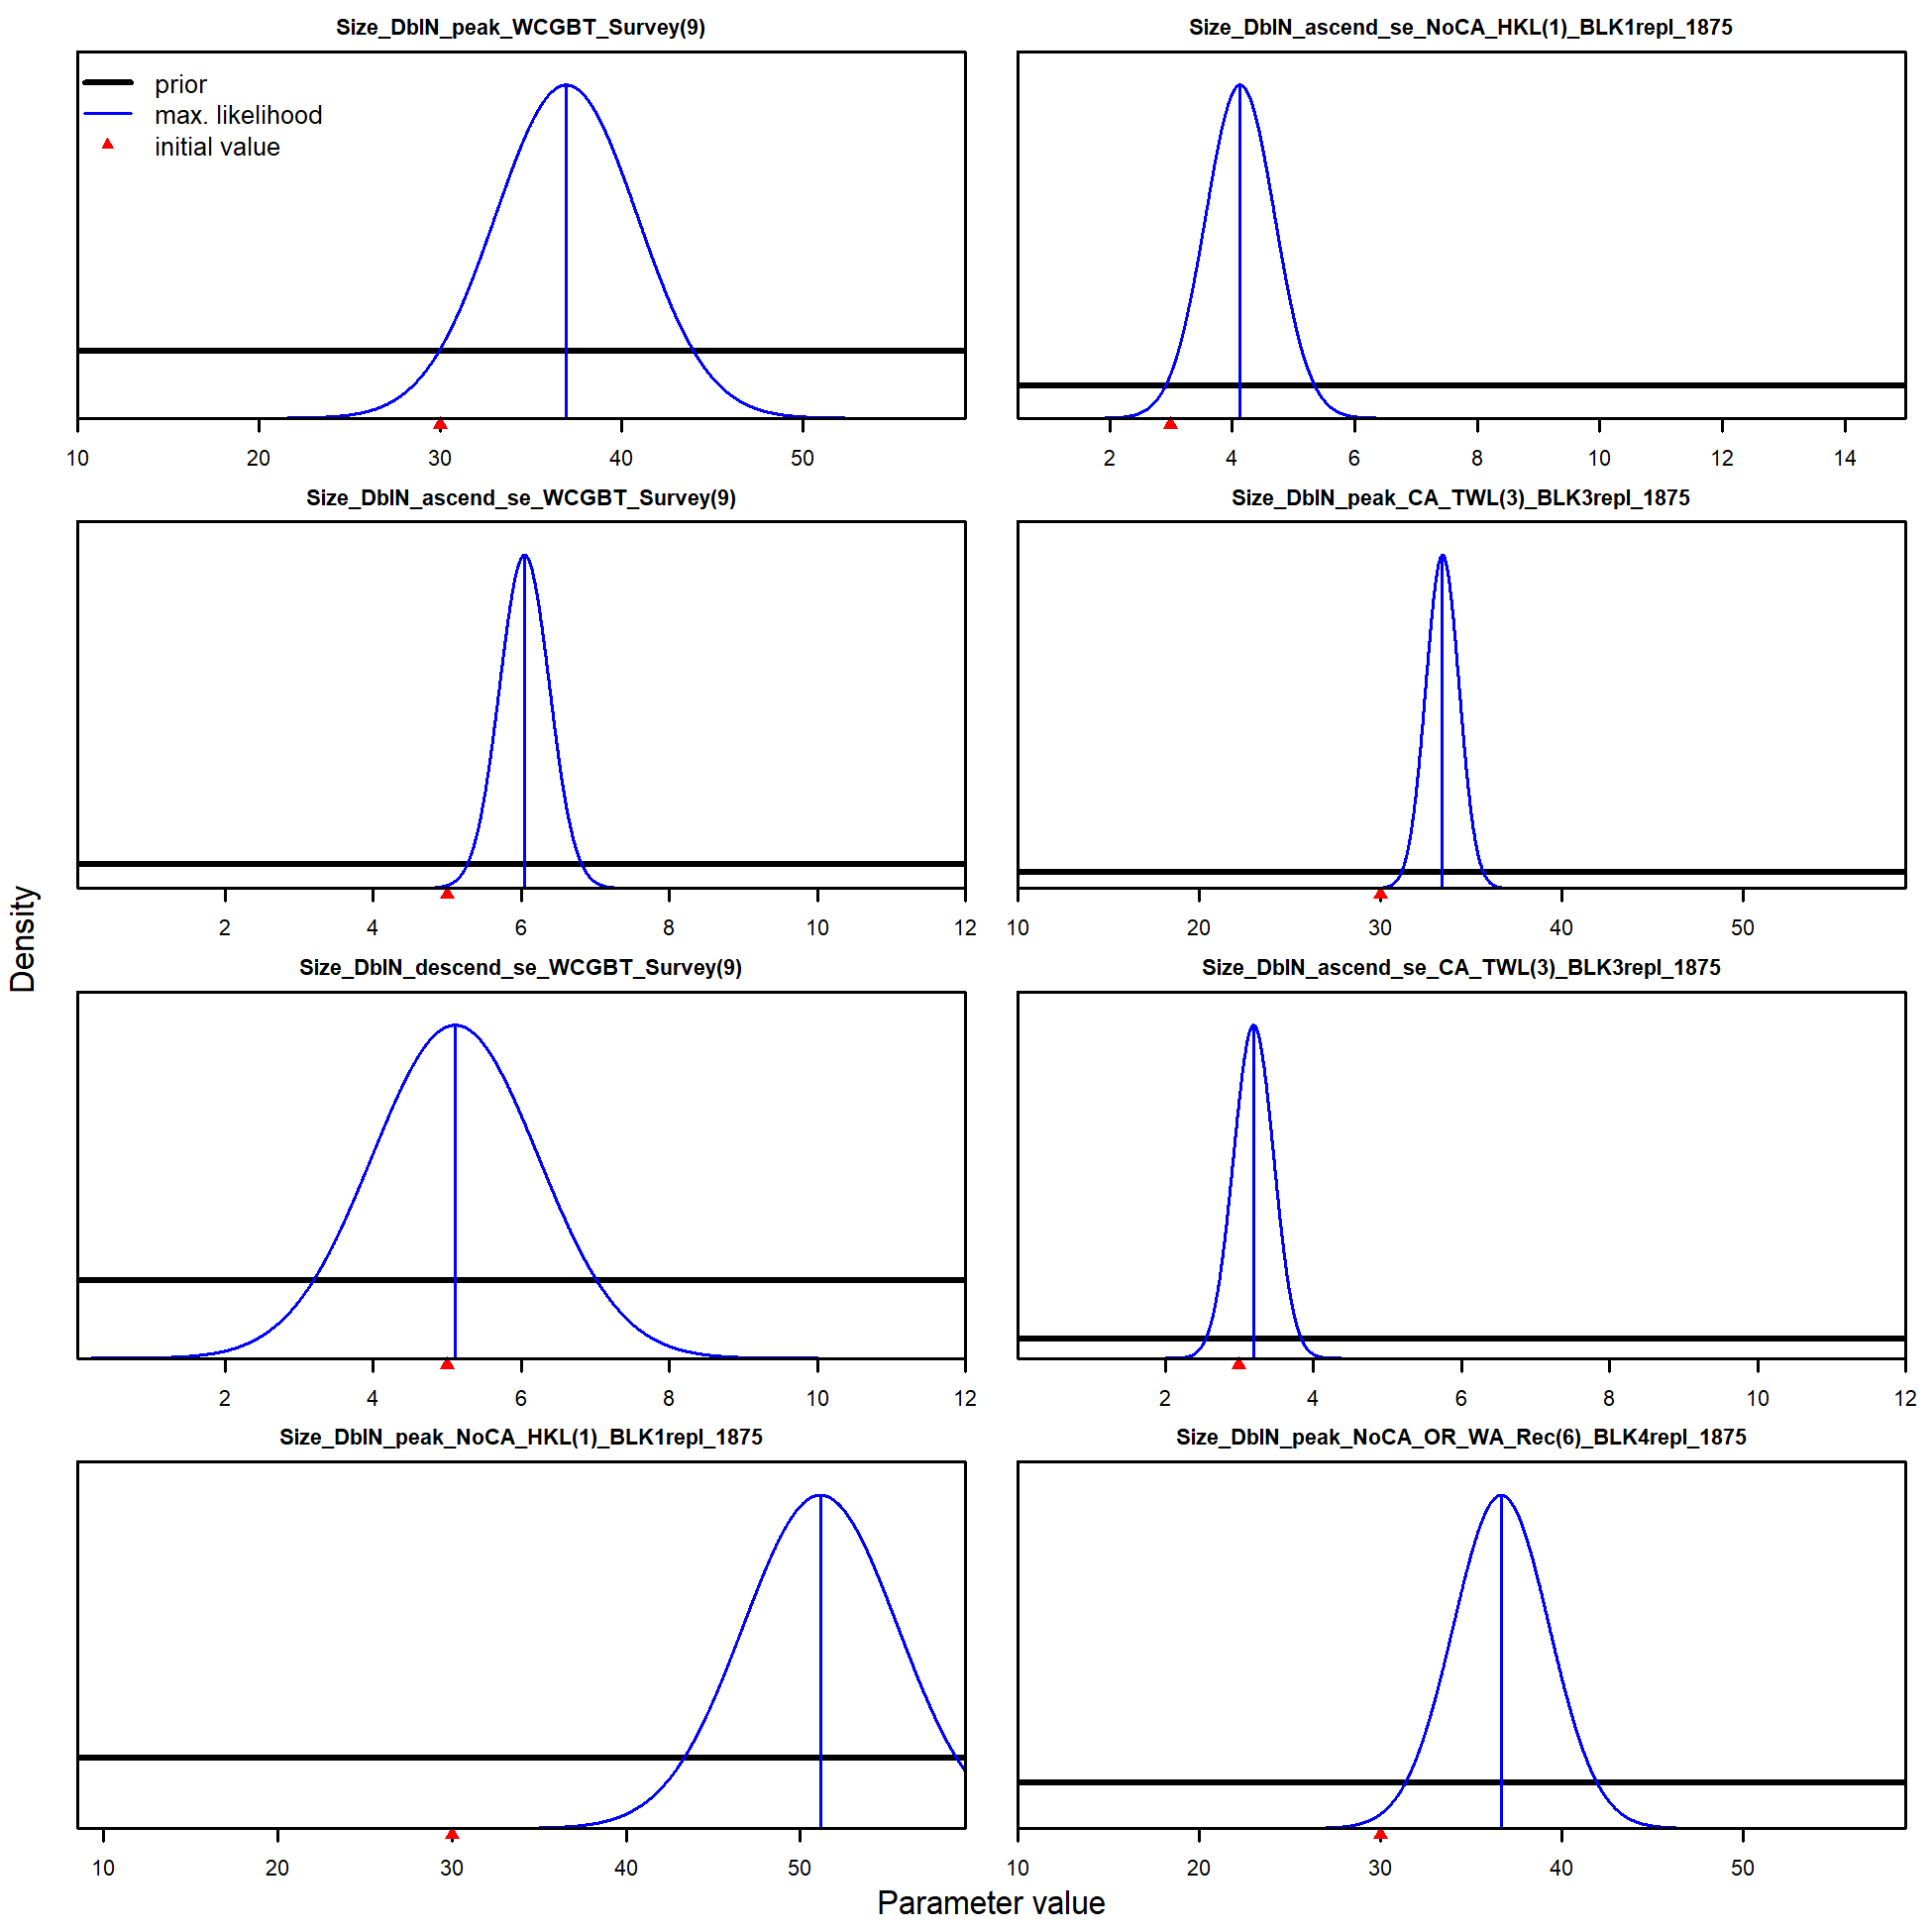 Size_DblN_peak_WCGBT_Survey(9)
prior
max. likelihood
initial value
10 20 30 40 50
Size_DblN_ascend_se_NoCA_HKL(1)_BLK1repl_1875
2 4 6 8 10 12 14
Size_DblN_ascend_se_WCGBT_Survey(9)
2 4 6 8 10 12
Size_DblN_peak_CA_TWL(3)_BLK3repl_1875
10 20 30 40 50
Size_DblN_descend_se_WCGBT_Survey(9)
2 4 6 8 10 12
Size_DblN_ascend_se_CA_TWL(3)_BLK3repl_1875
2 4 6 8 10 12
Size_DblN_peak_NoCA_HKL(1)_BLK1repl_1875
10 20 30 40 50
Size_DblN_peak_NoCA_OR_WA_Rec(6)_BLK4repl_1875
10 20 30 40 50
Density
Parameter value